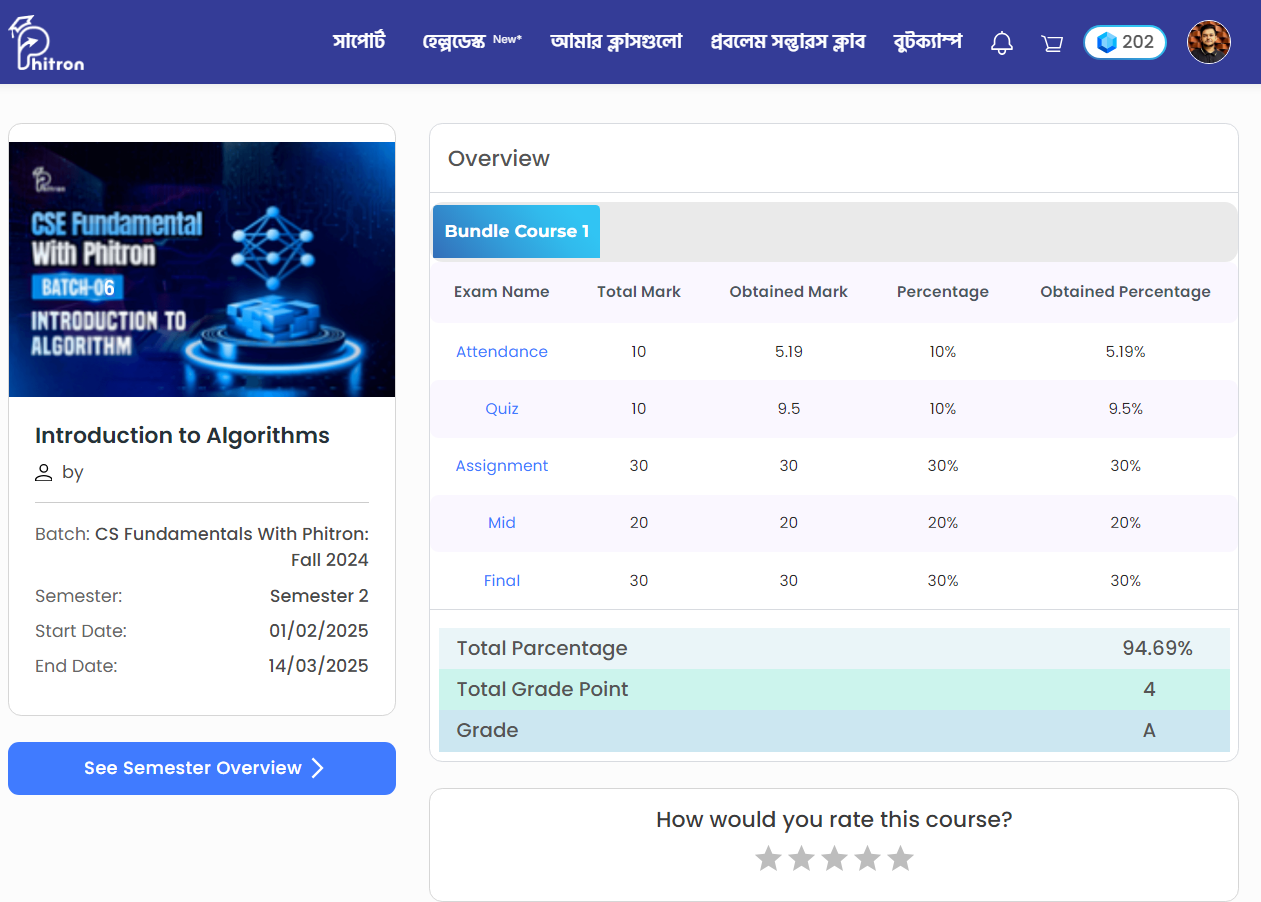 Phitron
সাপোর্ট হেল্পডেস্ক New* আমার ক্লাসগুলো প্রবলেম সল্ভারস ক্লাব বুটক্যাম্প 202
Phitron
CSE Fundamental
With Phitron
BATCH-06
INTRODUCTION TO
ALGORITHM
Introduction to Algorithms
by
Batch: CS Fundamentals With Phitron:
Fall 2024
Semester: Semester 2
Start Date: 01/02/2025
End Date: 14/03/2025
See Semester Overview
Overview
Bundle Course 1
Exam Name Total Mark Obtained Mark Percentage Obtained Percentage
Attendance 10 5.19 10% 5.19%
Quiz 10 9.5 10% 9.5%
Assignment 30 30 30% 30%
Mid 20 20 20% 20%
Final 30 30 30% 30%
Total Parcentage 94.69%
Total Grade Point 4
Grade A
How would you rate this course?